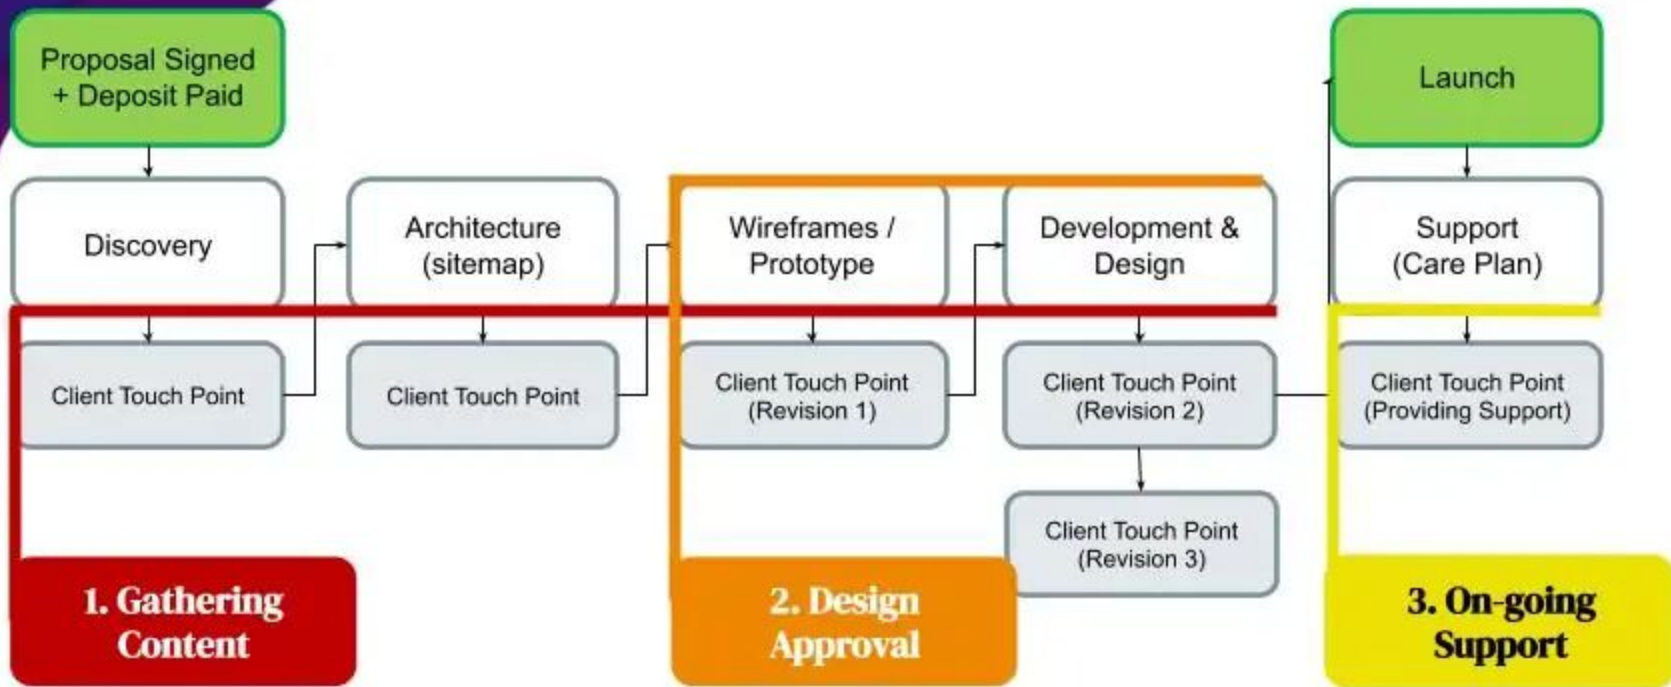 Proposal Signed
+ Deposit Paid
Launch
Discovery
Architecture
(sitemap)
Wireframes /
Prototype
Development &
Design
Support
(Care Plan)
Client Touch Point
Client Touch Point
Client Touch Point
(Revision 1)
Client Touch Point
(Revision 2)
Client Touch Point
(Providing Support)
Client Touch Point
(Revision 3)
1. Gathering
Content
2. Design
Approval
3. On-going
Support